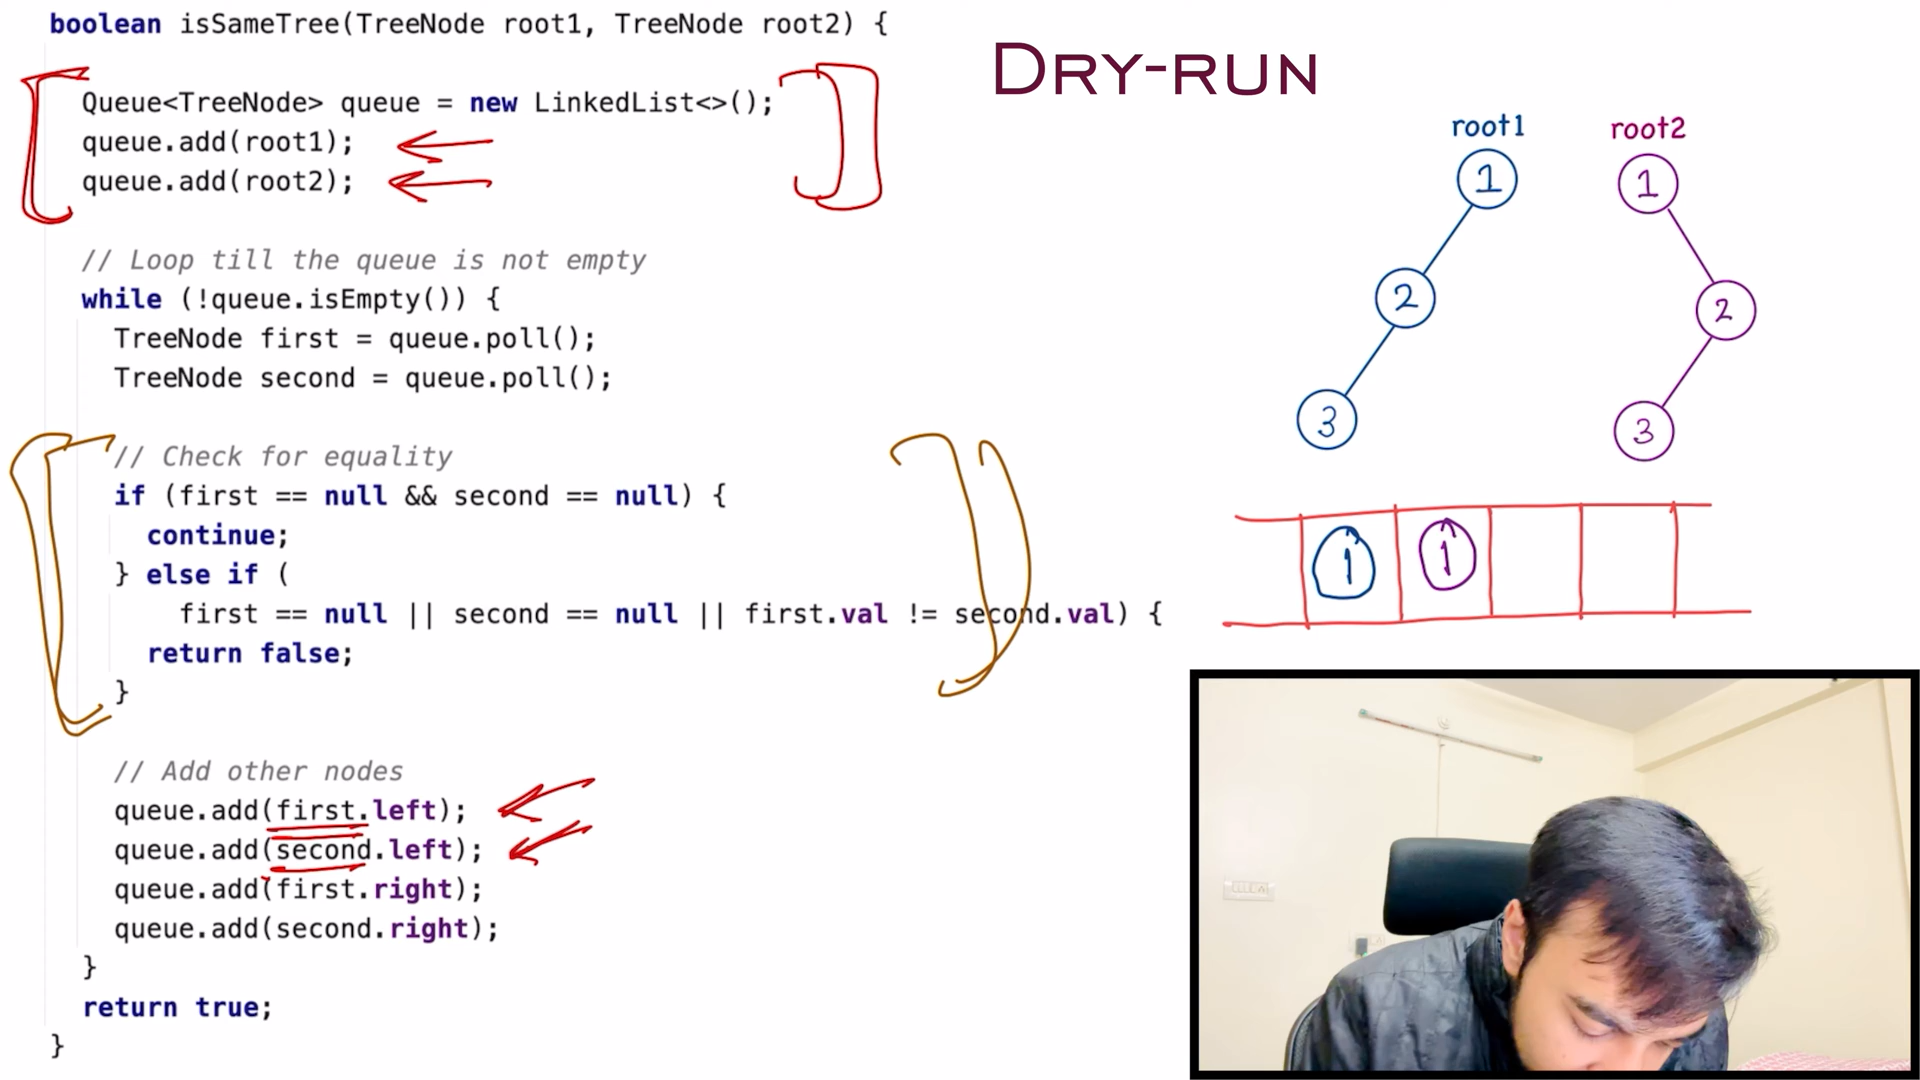 boolean isSameTree(TreeNode root1, TreeNode root2) {
Queue<TreeNode> queue = new LinkedList<>();
queue.add(root1);
queue.add(root2);
// Loop till the queue is not empty
while (!queue.isEmpty()) {
TreeNode first = queue.poll();
TreeNode second = queue.poll();
// Check for equality
if (first == null && second == null) {
continue;
} else if (
first == null || second == null || first.val != second.val) {
return false;
}
// Add other nodes
queue.add(first.left);
queue.add(second.left);
queue.add(first.right);
queue.add(second.right);
}
return true;
}
DRY-RUN
root1 root2
1 1
2 2
3 3
1 1